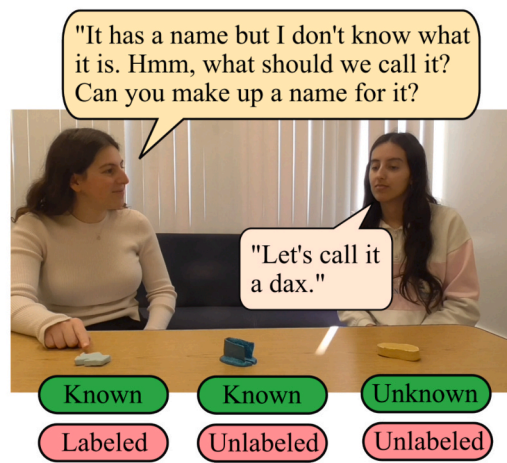 "It has a name but I don't know what
it is. Hmm, what should we call it?
Can you make up a name for it?
"Let's call it
a dax."
Known
Known
Unknown
Labeled
Unlabeled
Unlabeled